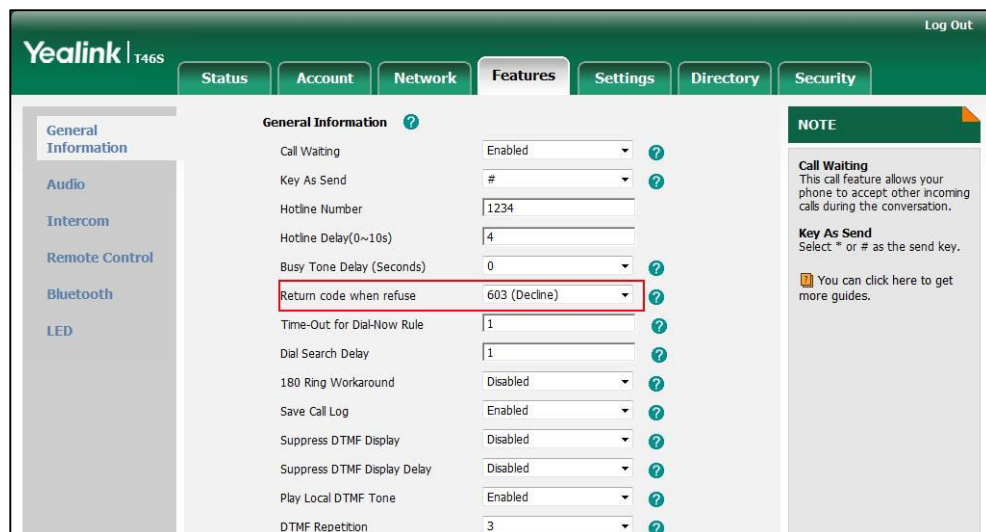 Log Out
Yealink | T46S
Status Account Network Features Settings Directory Security
General
Information
Audio
Intercom
Remote Control
Bluetooth
LED
General Information ?
Call Waiting Enabled ?
Key As Send # ?
Hotline Number 1234
Hotline Delay(0~10s) 4
Busy Tone Delay (Seconds) 0 ?
Return code when refuse 603 (Decline) ?
Time-Out for Dial-Now Rule 1 ?
Dial Search Delay 1 ?
180 Ring Workaround Disabled ?
Save Call Log Enabled ?
Suppress DTMF Display Disabled ?
Suppress DTMF Display Delay Disabled ?
Play Local DTMF Tone Enabled ?
DTMF Repetition 3 ?
NOTE
Call Waiting
This call feature allows your
phone to accept other incoming
calls during the conversation.
Key As Send
Select * or # as the send key.
? You can click here to get
more guides.